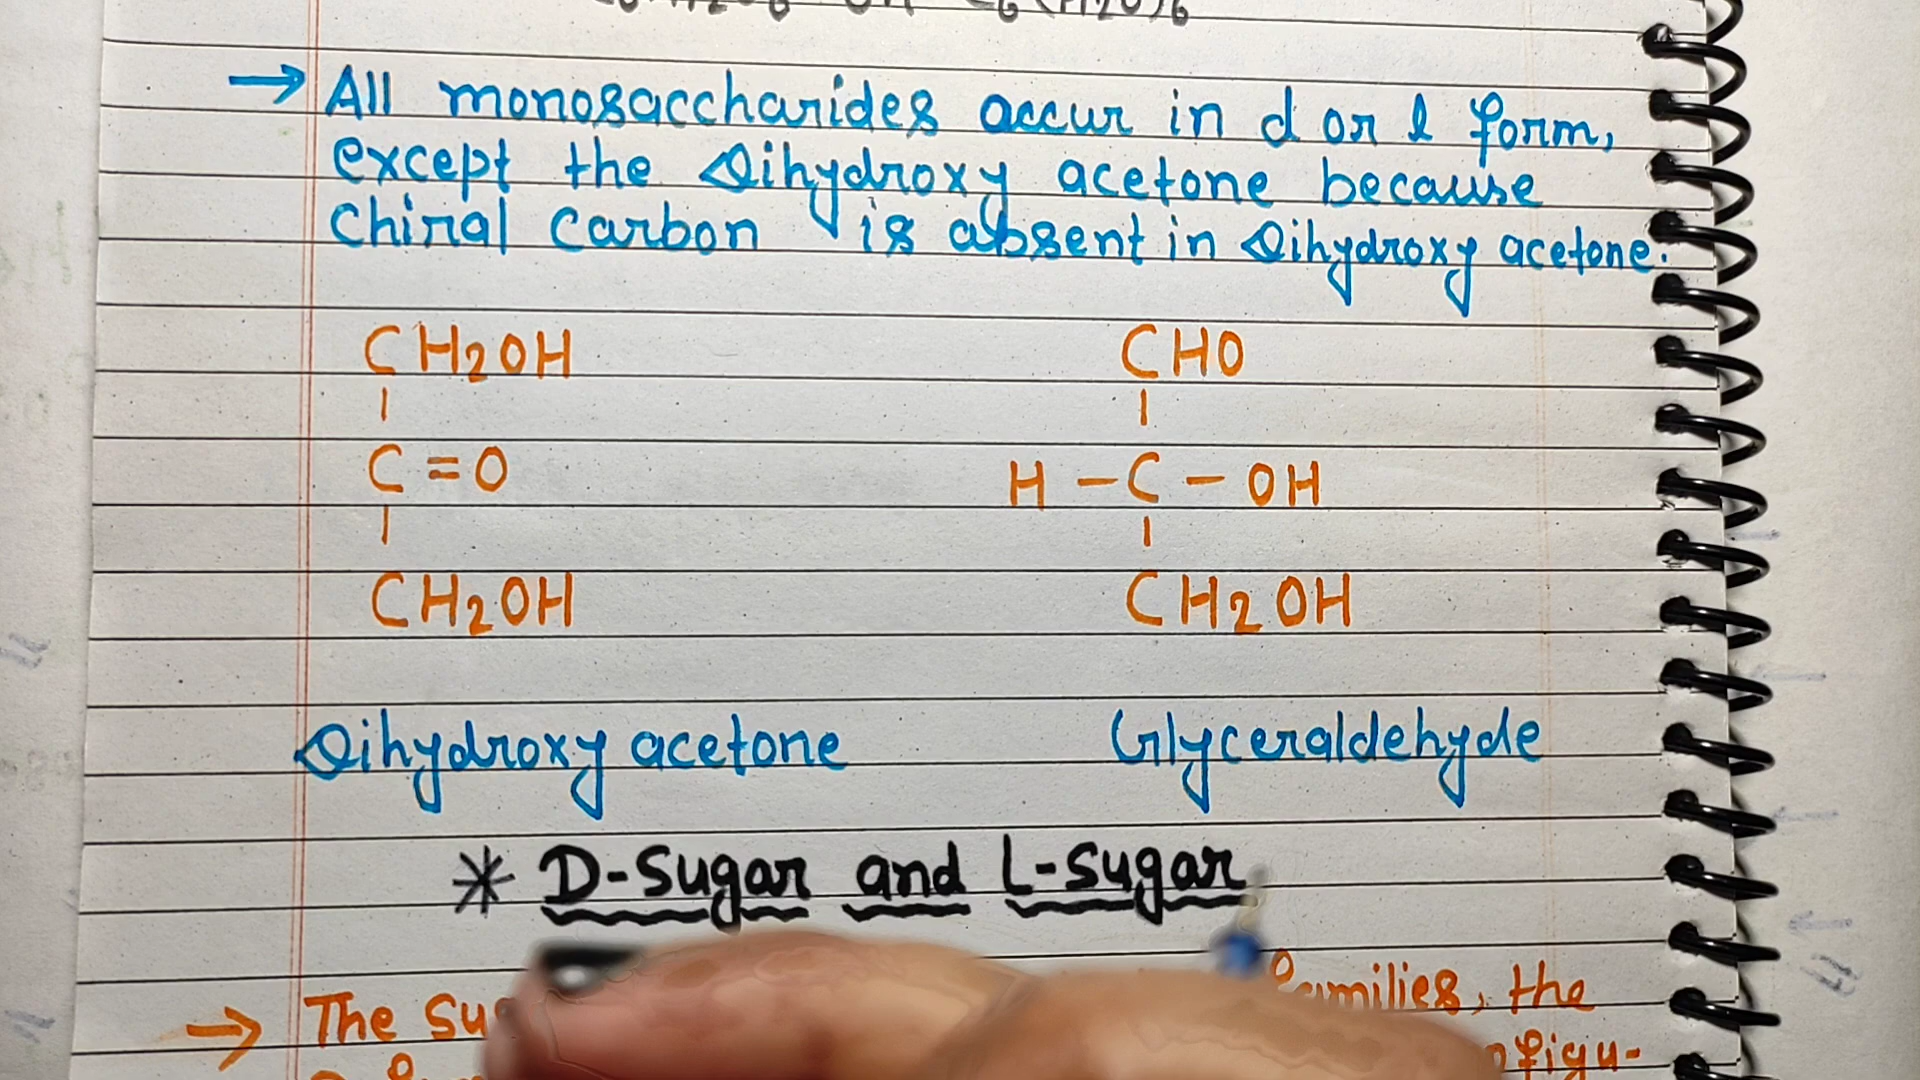 → All monosaccharides accur in d or l form,
except the Dihydroxy acetone because
chiral carbon is absent in Dihydroxy acetone.
CH2OH
|
C=O
|
CH2OH
CHO
|
H-C-OH
|
CH2OH
Dihydroxy acetone
Glyceraldehyde
* D-Sugar and L-sugar
→ The families, the